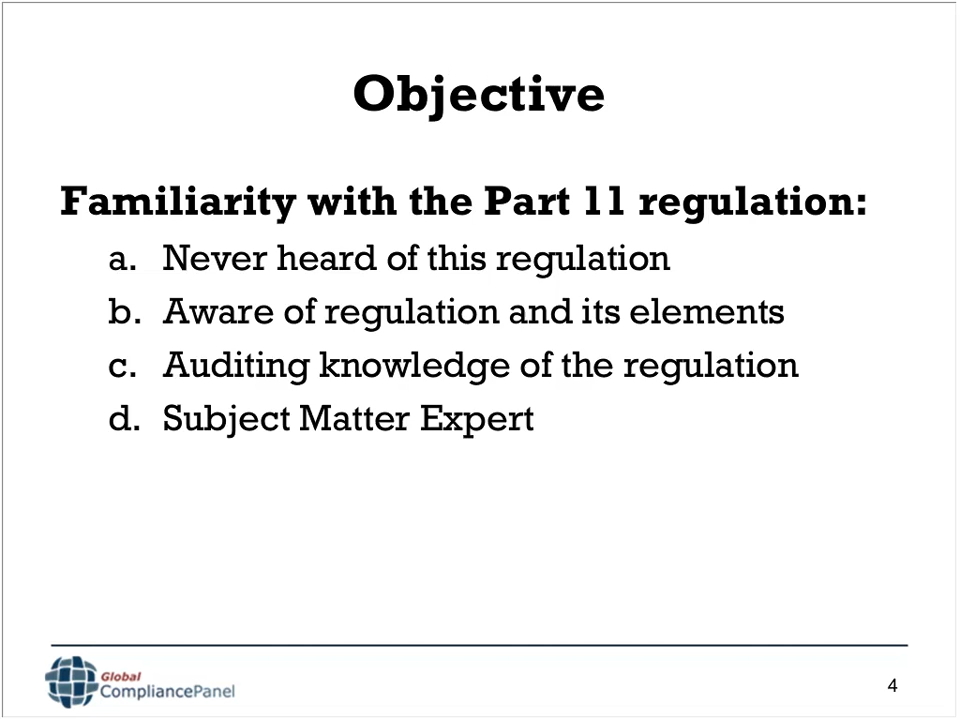 Objective
Familiarity with the Part 11 regulation:
a. Never heard of this regulation
b. Aware of regulation and its elements
c. Auditing knowledge of the regulation
d. Subject Matter Expert
Global
CompliancePanel
4